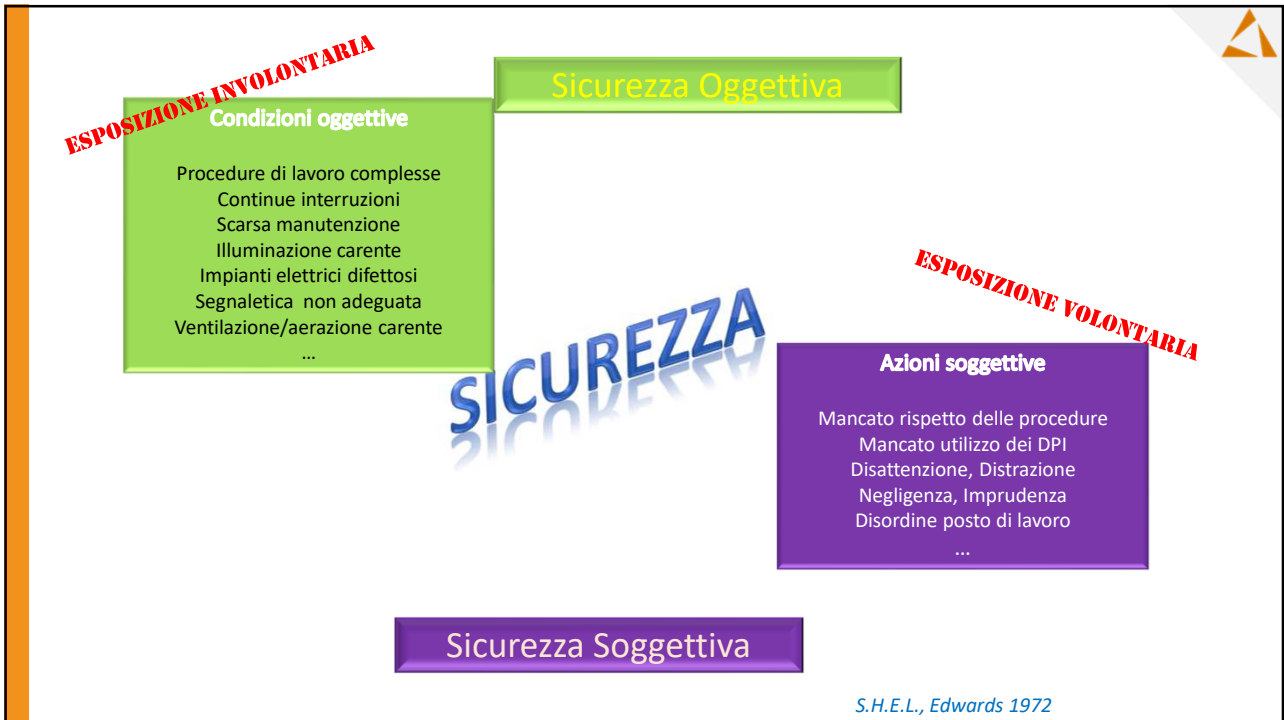 ESPOSIZIONE INVOLONTARIA
Sicurezza Oggettiva
Condizioni oggettive
Procedure di lavoro complesse
Continue interruzioni
Scarsa manutenzione
Illuminazione carente
Impianti elettrici difettosi
Segnaletica non adeguata
Ventilazione/aerazione carente
...
SICUREZZA
ESPOSIZIONE VOLONTARIA
Azioni soggettive
Mancato rispetto delle procedure
Mancato utilizzo dei DPI
Disattenzione, Distrazione
Negligenza, Imprudenza
Disordine posto di lavoro
...
Sicurezza Soggettiva
S.H.E.L., Edwards 1972